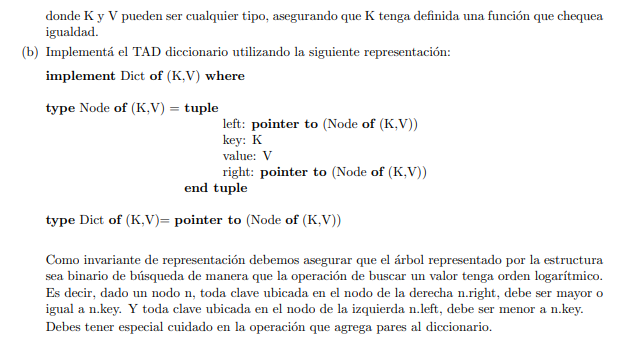 donde K y V pueden ser cualquier tipo, asegurando que K tenga definida una función que chequea
igualdad.
(b) Implementá el TAD diccionario utilizando la siguiente representación:
implement Dict of (K,V) where
type Node of (K,V) = tuple
left: pointer to (Node of (K,V))
key: K
value: V
right: pointer to (Node of (K,V))
end tuple
type Dict of (K,V)= pointer to (Node of (K,V))
Como invariante de representación debemos asegurar que el árbol representado por la estructura
sea binario de búsqueda de manera que la operación de buscar un valor tenga orden logarítmico.
Es decir, dado un nodo n, toda clave ubicada en el nodo de la derecha n.right, debe ser mayor o
igual a n.key. Y toda clave ubicada en el nodo de la izquierda n.left, debe ser menor a n.key.
Debes tener especial cuidado en la operación que agrega pares al diccionario.